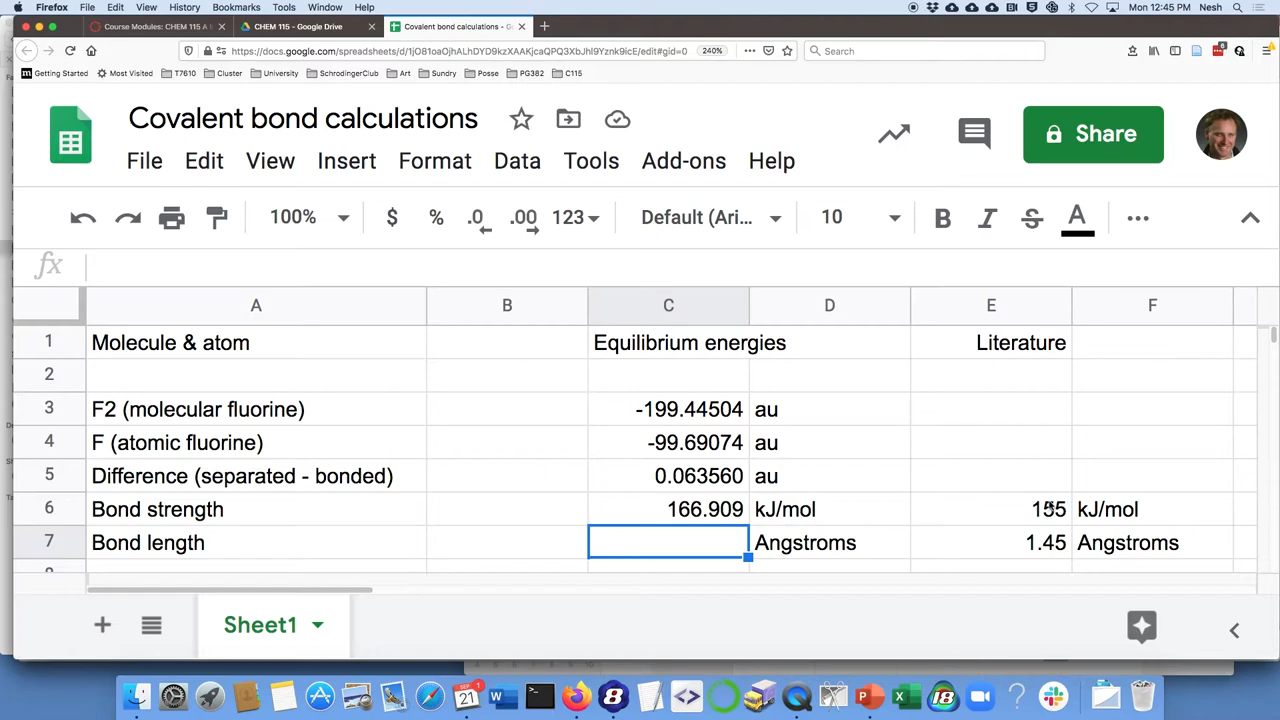 Firefox File Edit View History Bookmarks Tools Window Help Mon 12:45 PM Nesh
Course Modules: CHEM 115 A CHEM 115 - Google Drive Covalent bond calculations - G
https://docs.google.com/spreadsheets/d/1jO81oaOjhALhDYD9kzXAAKjcaQPQ3XbJhl9Yznk9icE/edit#gid=0 240% Search
Getting Started Most Visited T7610 Cluster University SchrodingerClub Art Sundry Posse PG382 C115
Covalent bond calculations
Share
File Edit View Insert Format Data Tools Add-ons Help
100% $ % .0 .00 123 Default (Ari... 10 B I S A
fx
A B C D E F
1 Molecule & atom Equilibrium energies Literature
2
3 F2 (molecular fluorine) -199.44504 au
4 F (atomic fluorine) -99.69074 au
5 Difference (separated - bonded) 0.063560 au
6 Bond strength 166.909 kJ/mol 155 kJ/mol
7 Bond length Angstroms 1.45 Angstroms
Sheet1
SEP 21